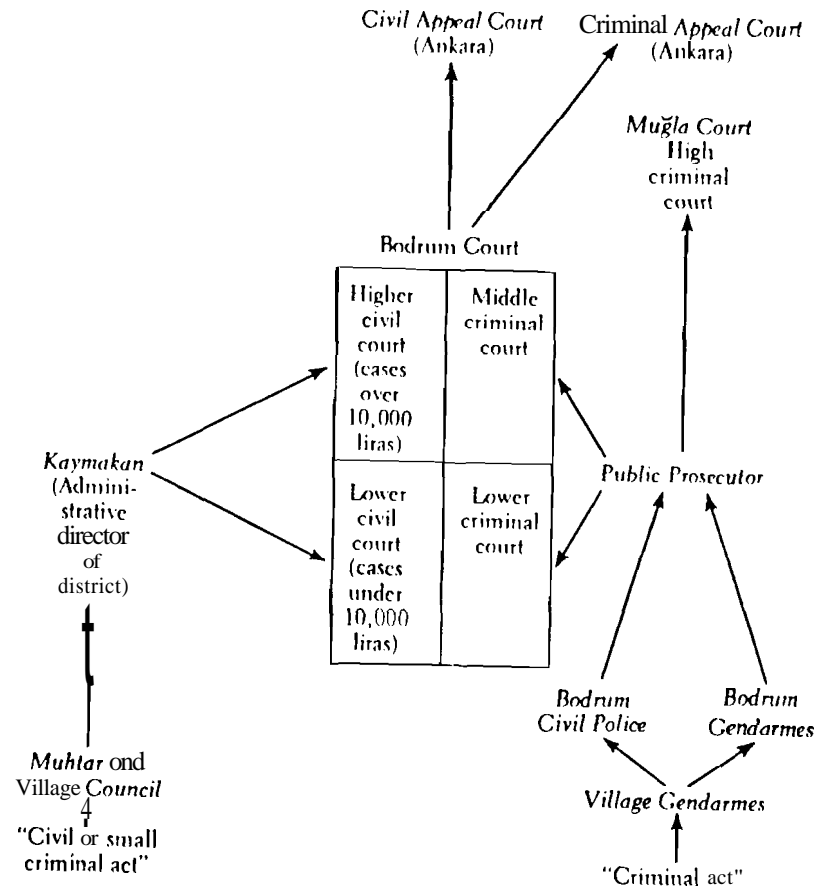 Civil Appeal Court
(Ankara)
Criminal Appeal Court
(Ankara)
Muğla Court
High
criminal
court
Bodrum Court
Higher
civil
court
(cases
over
10,000
liras)
Middle
criminal
court
Kaymakan
(Admini-
strative
director
of
district)
Public Prosecutor
Lower
civil
court
(cases
under
10,000
liras)
Lower
criminal
court
Bodrum
Civil Police
Bodrum
Gendarmes
Muhtar ond
Village Council
4
"Civil or small
criminal act"
Village Gendarmes
"Criminal act"